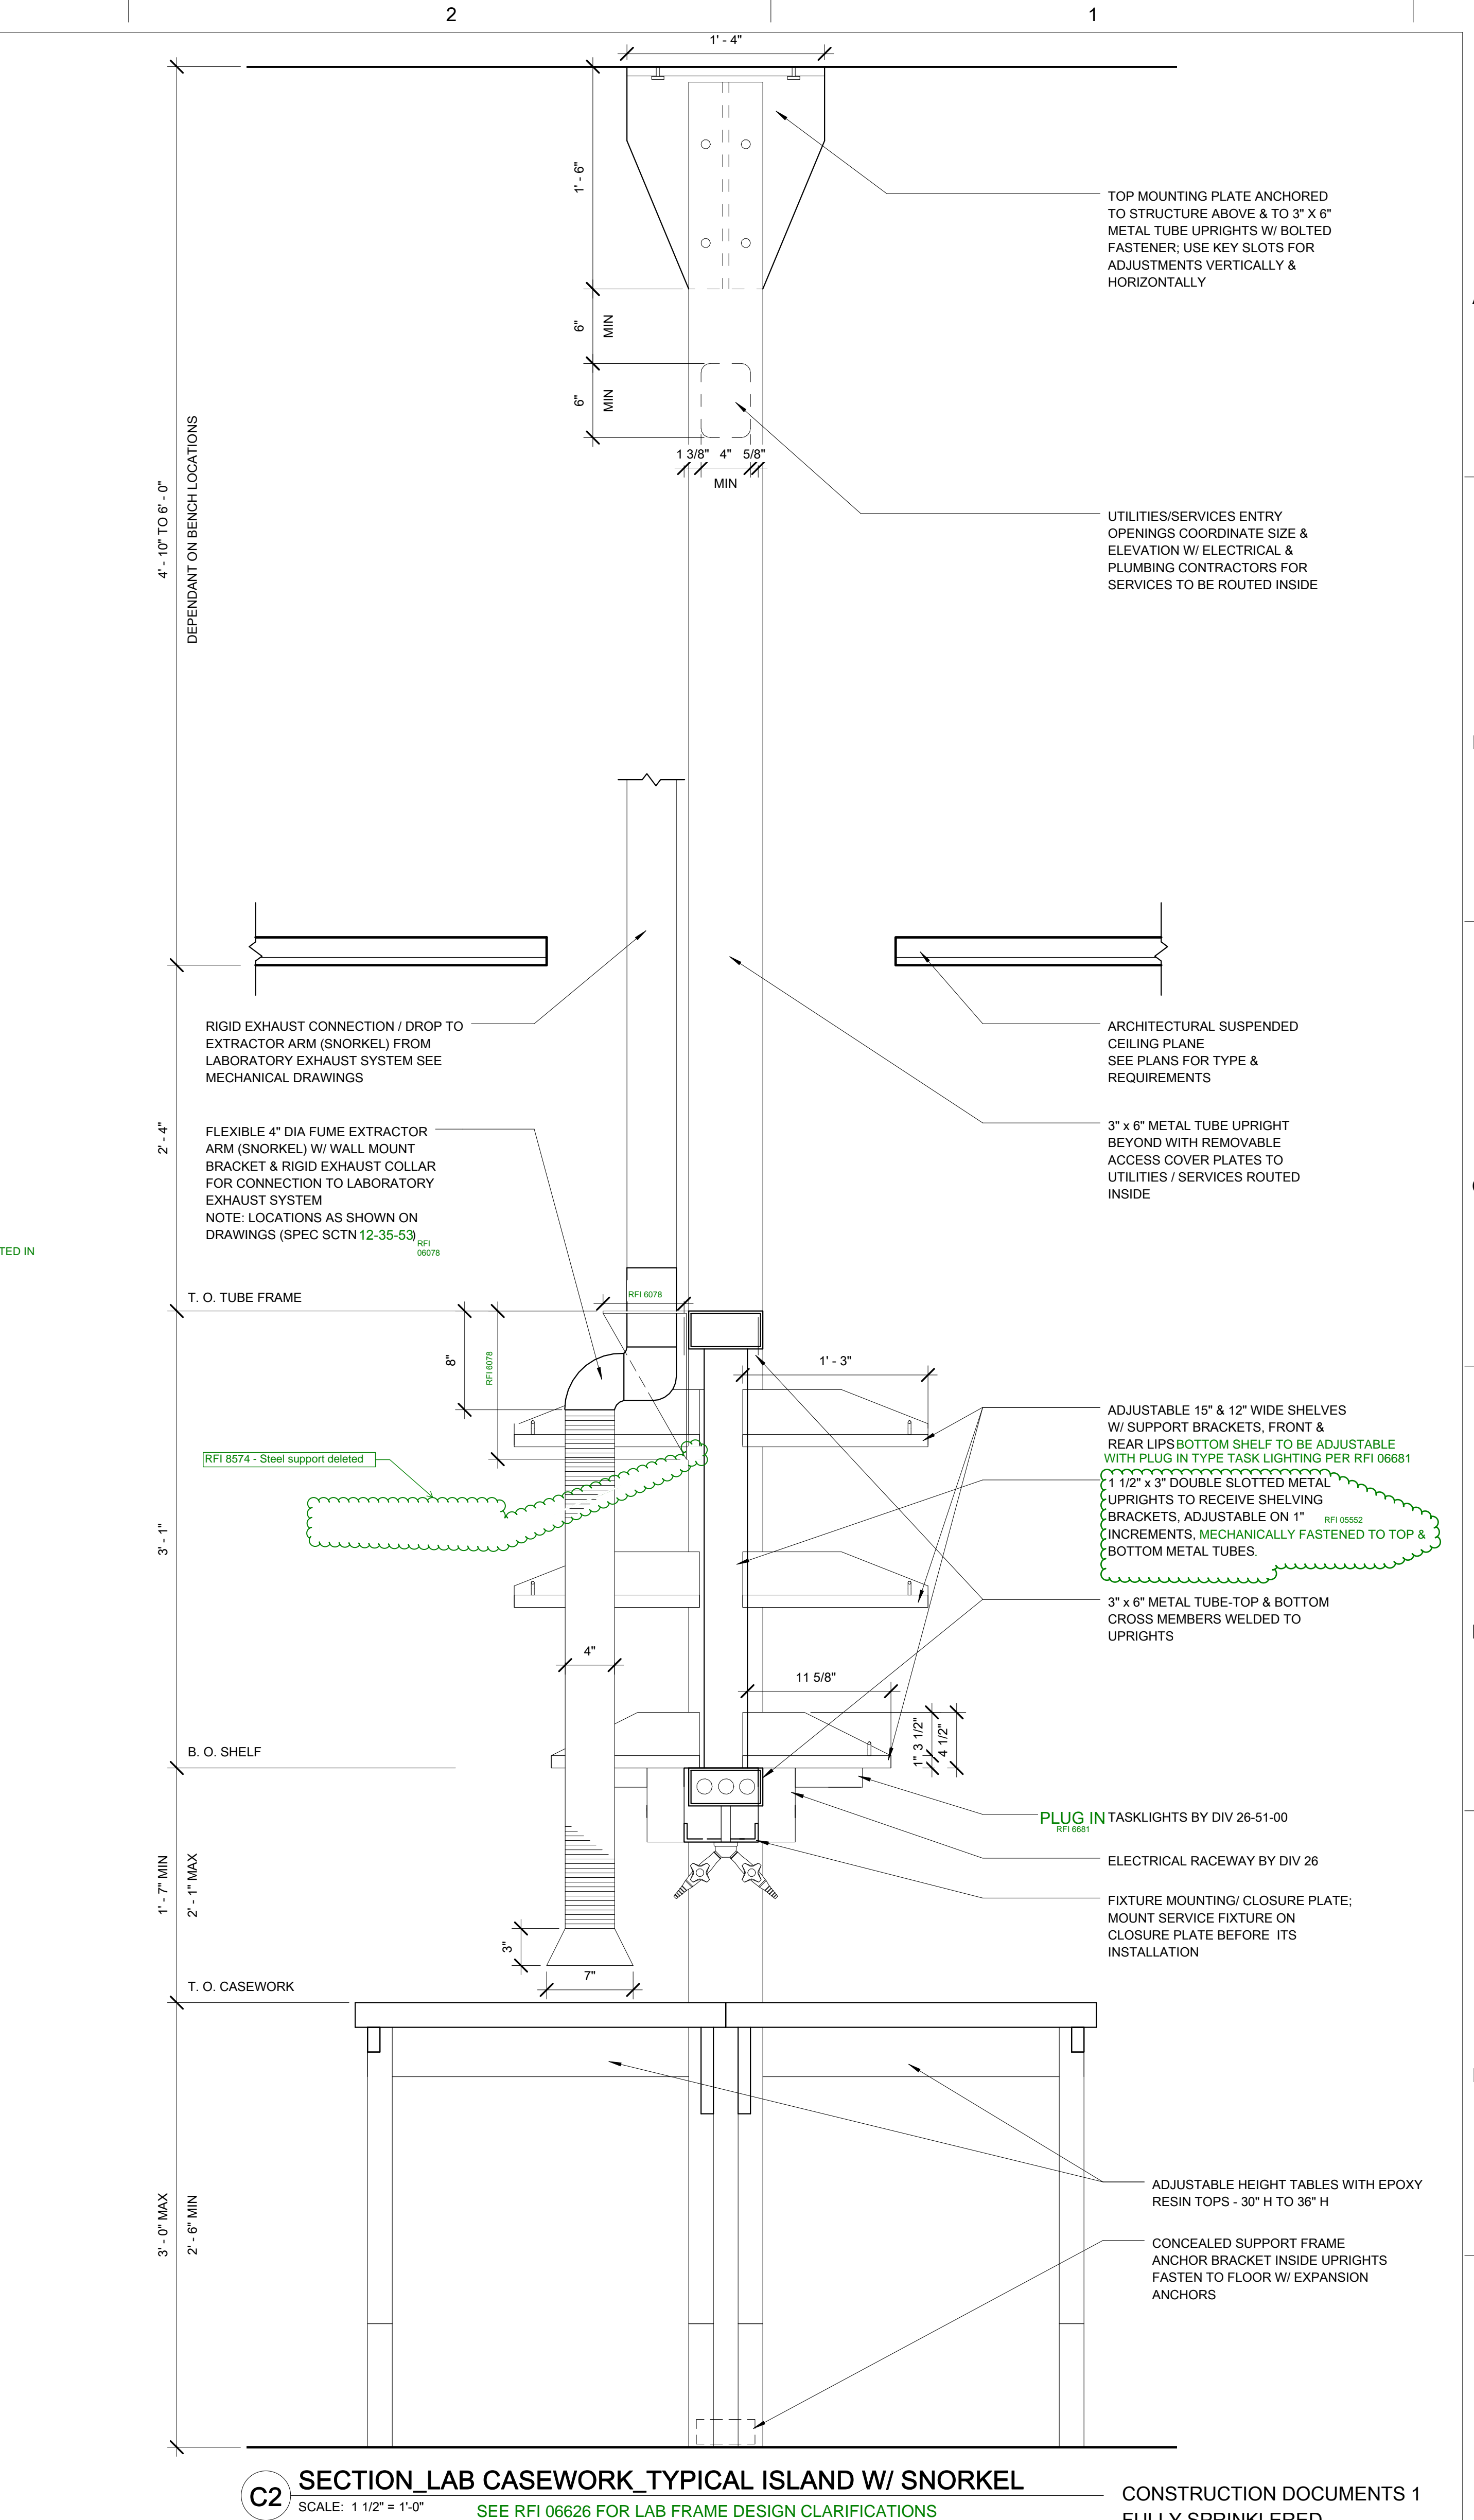 2
1
1' - 4"
1' - 6"
TOP MOUNTING PLATE ANCHORED
TO STRUCTURE ABOVE & TO 3" X 6"
METAL TUBE UPRIGHTS W/ BOLTED
FASTENER; USE KEY SLOTS FOR
ADJUSTMENTS VERTICALLY &
HORIZONTALLY
6"
MIN
6"
MIN
1 3/8" 4" 5/8"
MIN
4' - 10" TO 6' - 0"
DEPENDANT ON BENCH LOCATIONS
UTILITIES/SERVICES ENTRY
OPENINGS COORDINATE SIZE &
ELEVATION W/ ELECTRICAL &
PLUMBING CONTRACTORS FOR
SERVICES TO BE ROUTED INSIDE
RIGID EXHAUST CONNECTION / DROP TO
EXTRACTOR ARM (SNORKEL) FROM
LABORATORY EXHAUST SYSTEM SEE
MECHANICAL DRAWINGS
ARCHITECTURAL SUSPENDED
CEILING PLANE
SEE PLANS FOR TYPE &
REQUIREMENTS
2' - 4"
FLEXIBLE 4" DIA FUME EXTRACTOR
ARM (SNORKEL) W/ WALL MOUNT
BRACKET & RIGID EXHAUST COLLAR
FOR CONNECTION TO LABORATORY
EXHAUST SYSTEM
NOTE: LOCATIONS AS SHOWN ON
DRAWINGS (SPEC SCTN 12-35-53)
RFI
06078
3" x 6" METAL TUBE UPRIGHT
BEYOND WITH REMOVABLE
ACCESS COVER PLATES TO
UTILITIES / SERVICES ROUTED
INSIDE
TED IN
T. O. TUBE FRAME
RFI 6078
8"
RFI 6078
1' - 3"
ADJUSTABLE 15" & 12" WIDE SHELVES
W/ SUPPORT BRACKETS, FRONT &
REAR LIPS BOTTOM SHELF TO BE ADJUSTABLE
WITH PLUG IN TYPE TASK LIGHTING PER RFI 06681
RFI 8574 - Steel support deleted
1 1/2" x 3" DOUBLE SLOTTED METAL
UPRIGHTS TO RECEIVE SHELVING
BRACKETS, ADJUSTABLE ON 1" RFI 05552
INCREMENTS, MECHANICALLY FASTENED TO TOP &
BOTTOM METAL TUBES.
3' - 1"
3" x 6" METAL TUBE-TOP & BOTTOM
CROSS MEMBERS WELDED TO
UPRIGHTS
4"
11 5/8"
1" 3 1/2"
4 1/2"
B. O. SHELF
PLUG IN TASKLIGHTS BY DIV 26-51-00
RFI 6681
ELECTRICAL RACEWAY BY DIV 26
1' - 7" MIN
2' - 1" MAX
FIXTURE MOUNTING/ CLOSURE PLATE;
MOUNT SERVICE FIXTURE ON
CLOSURE PLATE BEFORE ITS
INSTALLATION
3"
7"
T. O. CASEWORK
3' - 0" MAX
2' - 6" MIN
ADJUSTABLE HEIGHT TABLES WITH EPOXY
RESIN TOPS - 30" H TO 36" H
CONCEALED SUPPORT FRAME
ANCHOR BRACKET INSIDE UPRIGHTS
FASTEN TO FLOOR W/ EXPANSION
ANCHORS
C2
SECTION_LAB CASEWORK_TYPICAL ISLAND W/ SNORKEL
SCALE: 1 1/2" = 1'-0"
SEE RFI 06626 FOR LAB FRAME DESIGN CLARIFICATIONS
CONSTRUCTION DOCUMENTS 1
FULLY SPRINKLERED